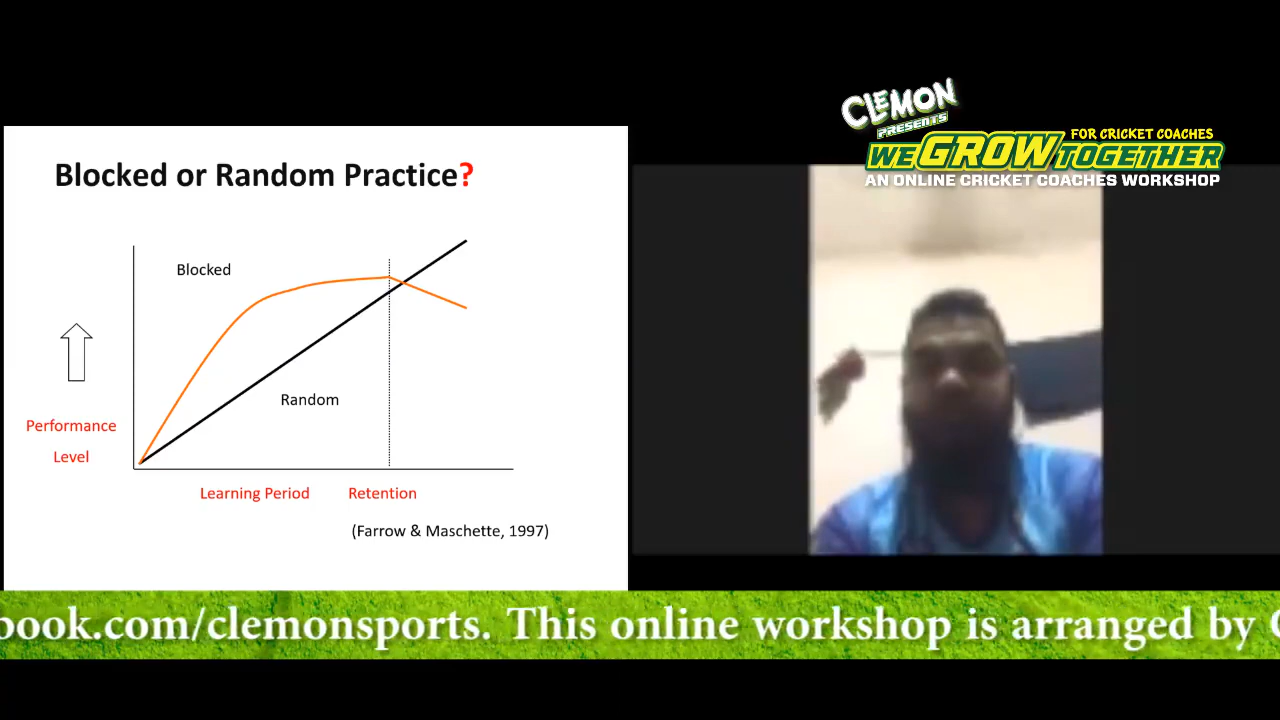 Blocked or Random Practice?
Blocked
Random
Performance
Level
Learning Period
Retention
(Farrow & Maschette, 1997)
CLEMON
PRESENTS
FOR CRICKET COACHES
WE GROW TOGETHER
AN ONLINE CRICKET COACHES WORKSHOP
book.com/clemonsports. This online workshop is arranged by